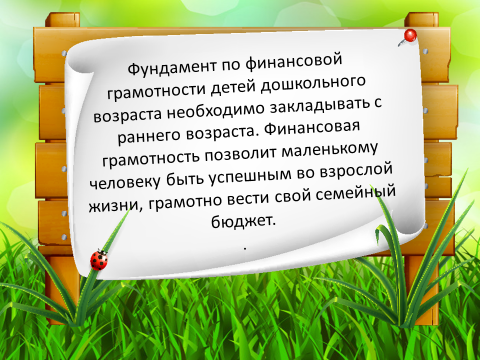 Фундамент по финансовой
грамотности детей дошкольного
возраста необходимо закладывать с
раннего возраста. Финансовая
грамотность позволит маленькому
человеку быть успешным во взрослой
жизни, грамотно вести свой семейный
бюджет.
.